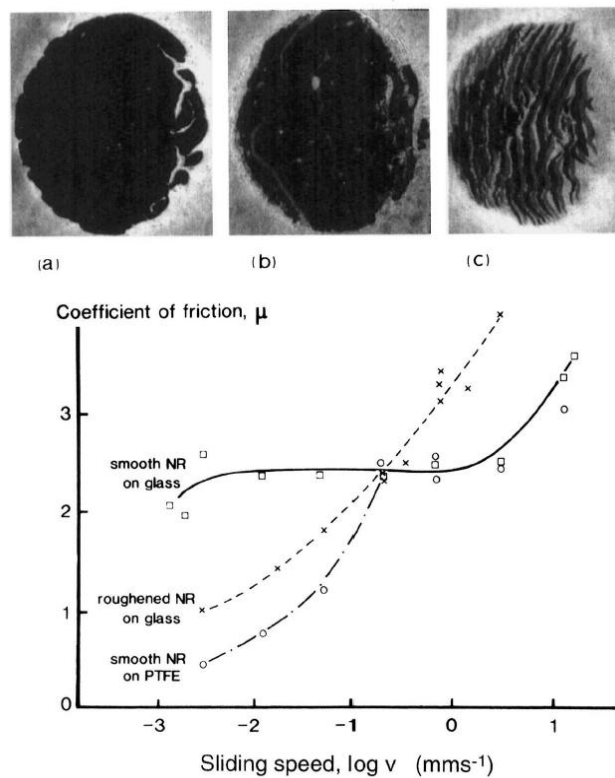 (a)
(b)
(c)
Coefficient of friction, μ
3
2
1
0
smooth NR
on glass
roughened NR
on glass
smooth NR
on PTFE
-3
-2
-1
0
1
Sliding speed, log v (mms⁻¹)